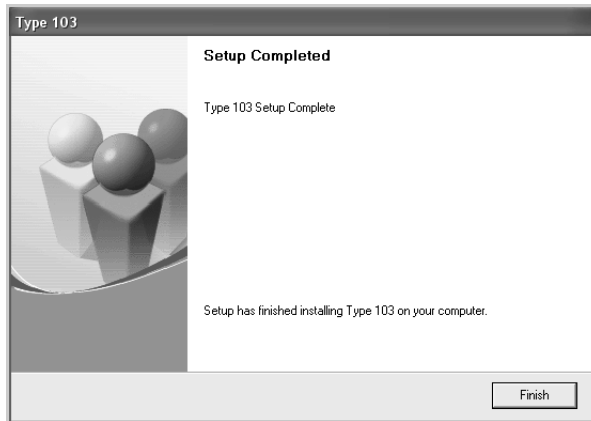 Type 103
Setup Completed
Type 103 Setup Complete
Setup has finished installing Type 103 on your computer.
Finish